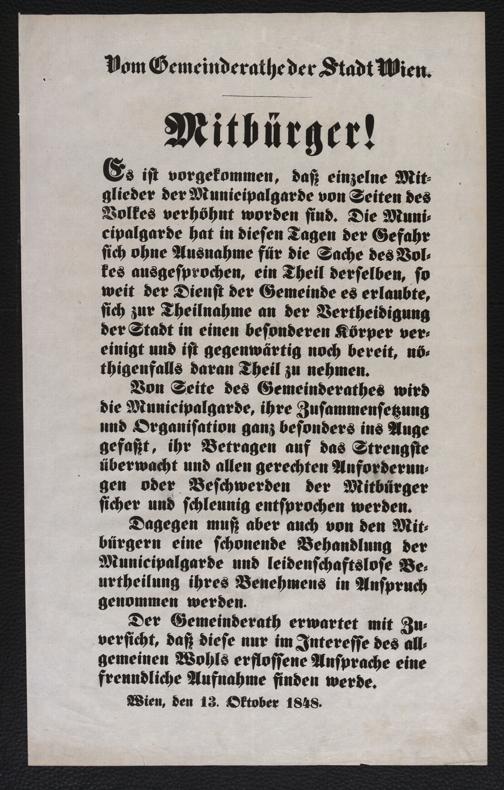 Vom Gemeinderathe der Stadt Wien.
Mitbürger!
Es ist vorgekommen, daß einzelne Mit-
glieder der Municipalgarde von Seiten des
Volkes verhöhnt worden sind. Die Muni-
cipalgarde hat in diesen Tagen der Gefahr
sich ohne Ausnahme für die Sache des Vol-
kes ausgesprochen, ein Theil derselben, so
weit der Dienst der Gemeinde es erlaubte,
sich zur Theilnahme an der Vertheidigung
der Stadt in einen besonderen Körper ver-
einigt und ist gegenwärtig noch bereit, nö-
thigenfalls daran Theil zu nehmen.
Von Seite des Gemeinderathes wird
die Municipalgarde, ihre Zusammensetzung
und Organisation ganz besonders ins Auge
gefaßt, ihr Betragen auf das Strengste
überwacht und allen gerechten Anforderun-
gen oder Beschwerden der Mitbürger
sicher und schleunig entsprochen werden.
Dagegen muß aber auch von den Mit-
bürgern eine schonende Behandlung der
Municipalgarde und leidenschaftslose Be-
urtheilung ihres Benehmens in Anspruch
genommen werden.
Der Gemeinderath erwartet mit Zu-
versicht, daß diese nur im Interesse des all-
gemeinen Wohls erflossene Ansprache eine
freundliche Aufnahme finden werde.
Wien, den 13. Oktober 1848.